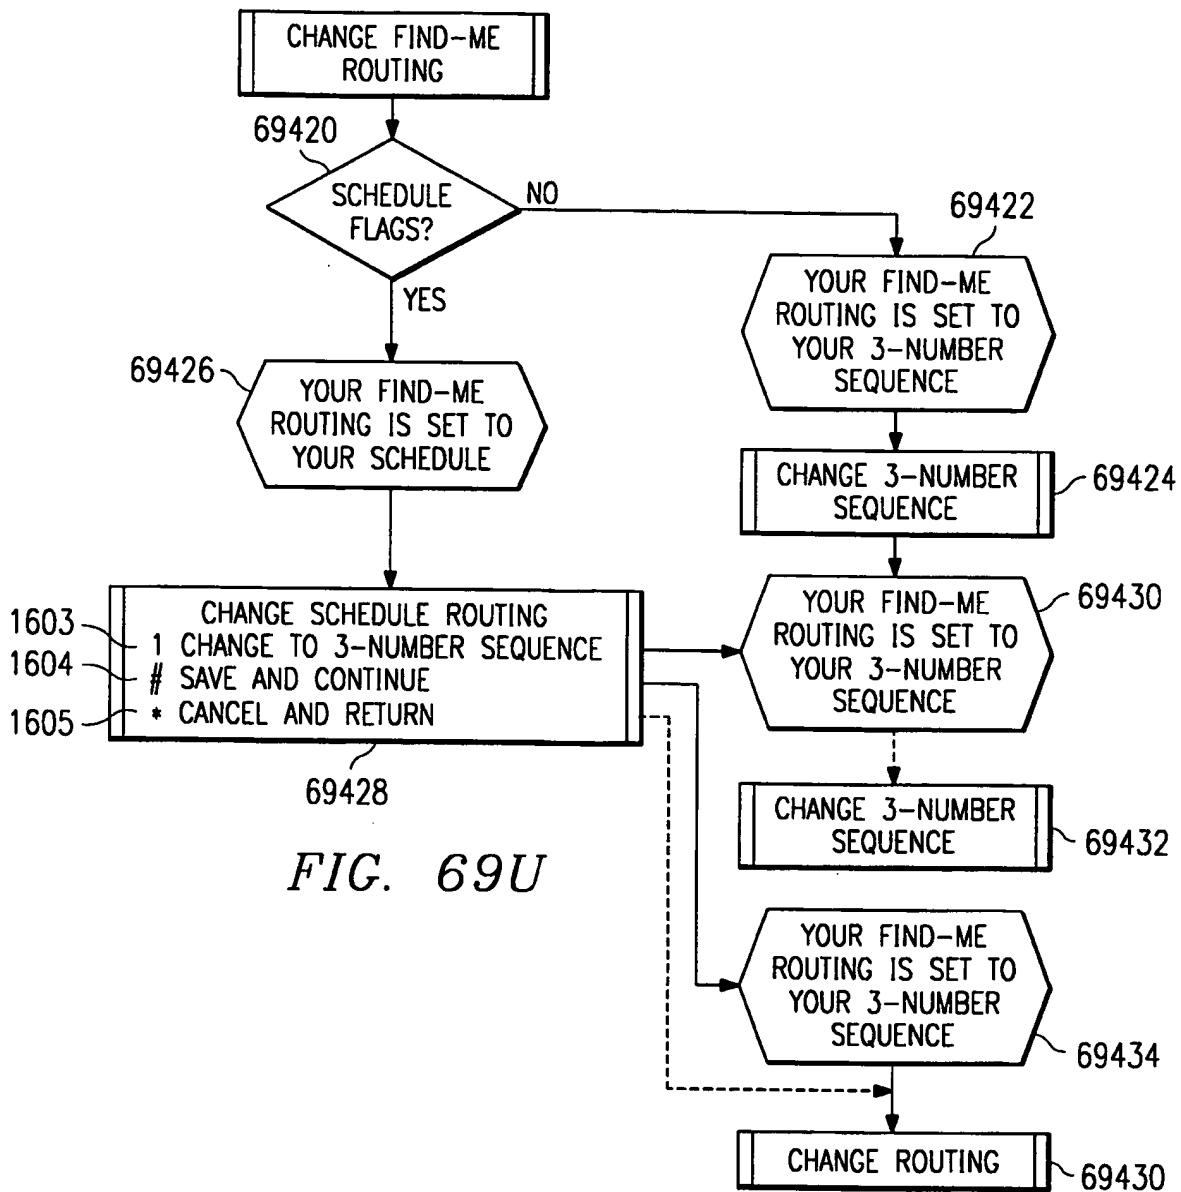 CHANGE FIND-ME
ROUTING
69420
SCHEDULE
FLAGS?
NO
YES
69422
YOUR FIND-ME
ROUTING IS SET TO
YOUR 3-NUMBER
SEQUENCE
69426
YOUR FIND-ME
ROUTING IS SET TO
YOUR SCHEDULE
CHANGE 3-NUMBER
SEQUENCE
69424
CHANGE SCHEDULE ROUTING
1603
1 CHANGE TO 3-NUMBER SEQUENCE
1604
# SAVE AND CONTINUE
1605
* CANCEL AND RETURN
69428
YOUR FIND-ME
ROUTING IS SET TO
YOUR 3-NUMBER
SEQUENCE
69430
CHANGE 3-NUMBER
SEQUENCE
69432
FIG. 69U
YOUR FIND-ME
ROUTING IS SET TO
YOUR 3-NUMBER
SEQUENCE
69434
CHANGE ROUTING
69430